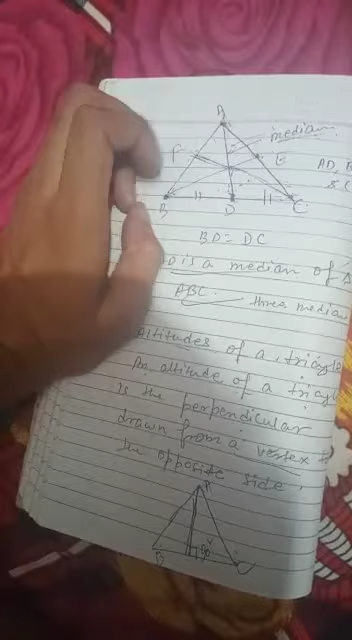 A
median
F
E
AD, B
& C
B
D
C
BD = DC
is a median of
ABC. three median
Altitudes of a triangle
An altitude of a triangle
is the perpendicular
drawn from a vertex to
the opposite side,
A
B
90°